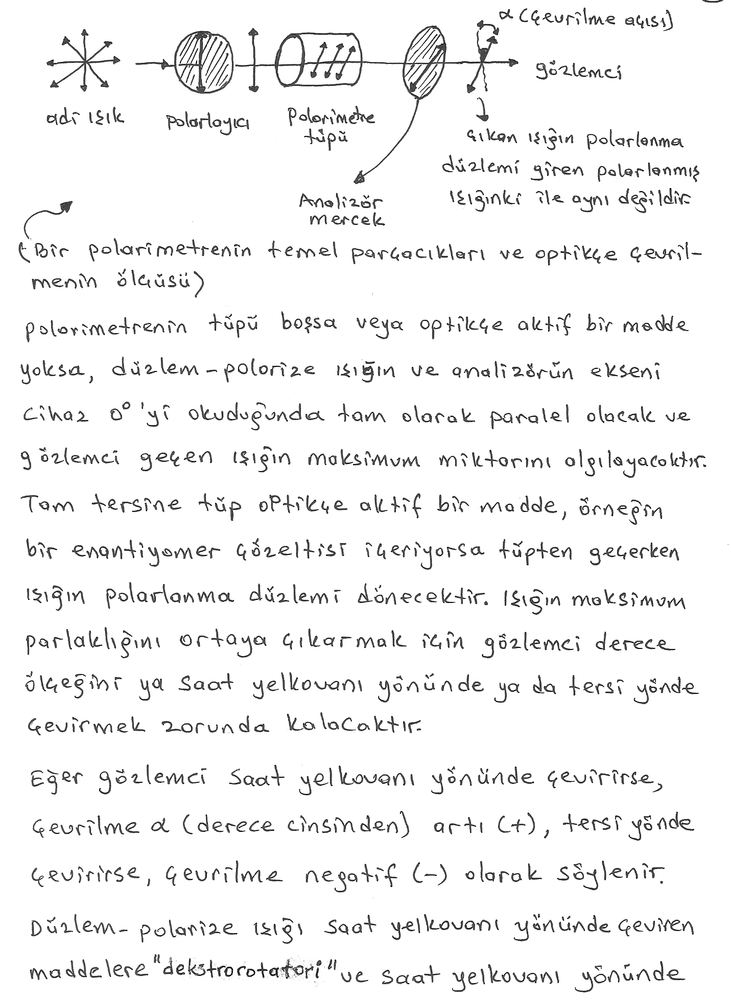 α (çevrilme açısı)
gözlemci
adi ışık
polarlayıcı
Polarimetre
tüpü
çıkan ışığın polarlanma
düzlemi giren polarlanmış
ışığınki ile aynı değildir.
Analizör
mercek
(Bir polarimetrenin temel parçacıkları ve optikçe çevril-
menin ölçüsü)
polarimetrenin tüpü boşsa veya optikçe aktif bir madde
yoksa, düzlem-polorize ışığın ve analizörün ekseni
cihaz 0°'yi okuduğunda tam olarak paralel olacak ve
gözlemci geçen ışığın maksimum miktarını algılayacaktır.
Tam tersine tüp optikçe aktif bir madde, örneğin
bir enantiyomer çözeltisi içeriyorsa tüpten geçerken
ışığın polarlanma düzlemi dönecektir. Işığın maksimum
parlaklığını ortaya çıkarmak için gözlemci derece
ölçeğini ya saat yelkovanı yönünde ya da tersi yönde
çevirmek zorunda kalacaktır.
Eğer gözlemci saat yelkovanı yönünde çevirirse,
çevrilme α (derece cinsinden) artı (+), tersi yönde
çevirirse, çevrilme negatif (-) olarak söylenir.
Düzlem-polarize ışığı saat yelkovanı yönünde çeviren
maddelere "dekstrorotatori" ve saat yelkovanı yönünde